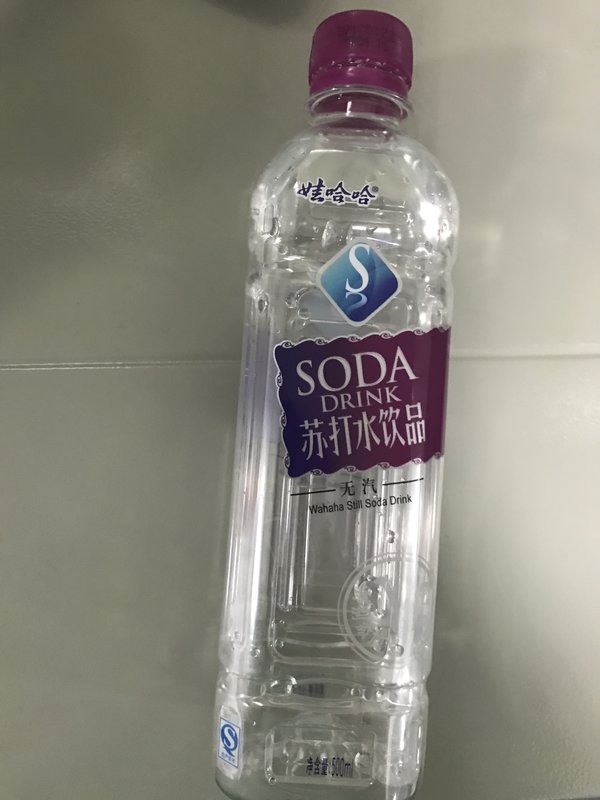 娃哈哈®
SODA
DRINK
苏打水饮品
无汽
Wahaha Still Soda Drink
净含量:500ml